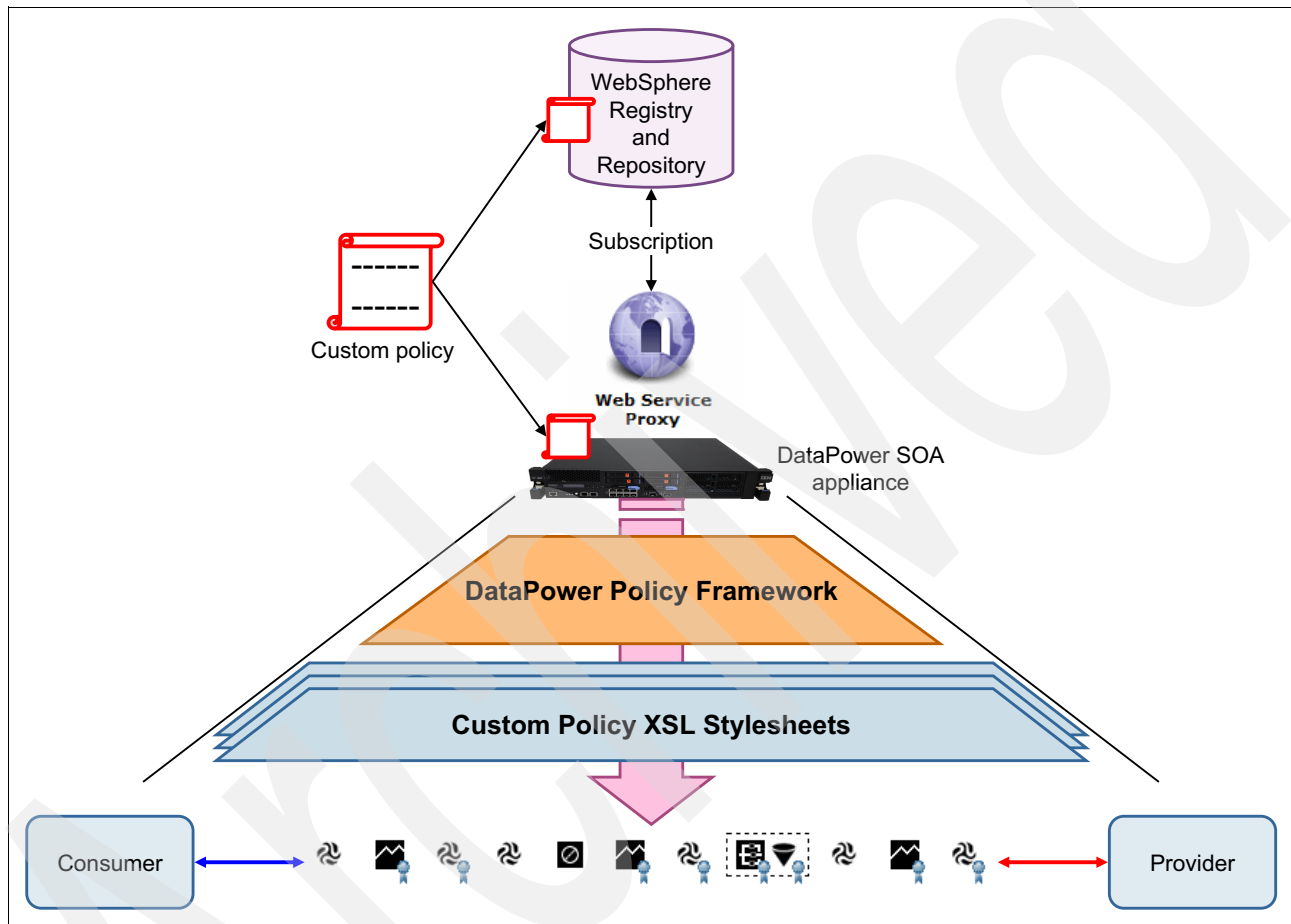 WebSphere
Registry
and
Repository
Subscription
Custom policy
Web Service
Proxy
DataPower SOA
appliance
DataPower Policy Framework
Custom Policy XSL Stylesheets
Consumer
Provider
Archived